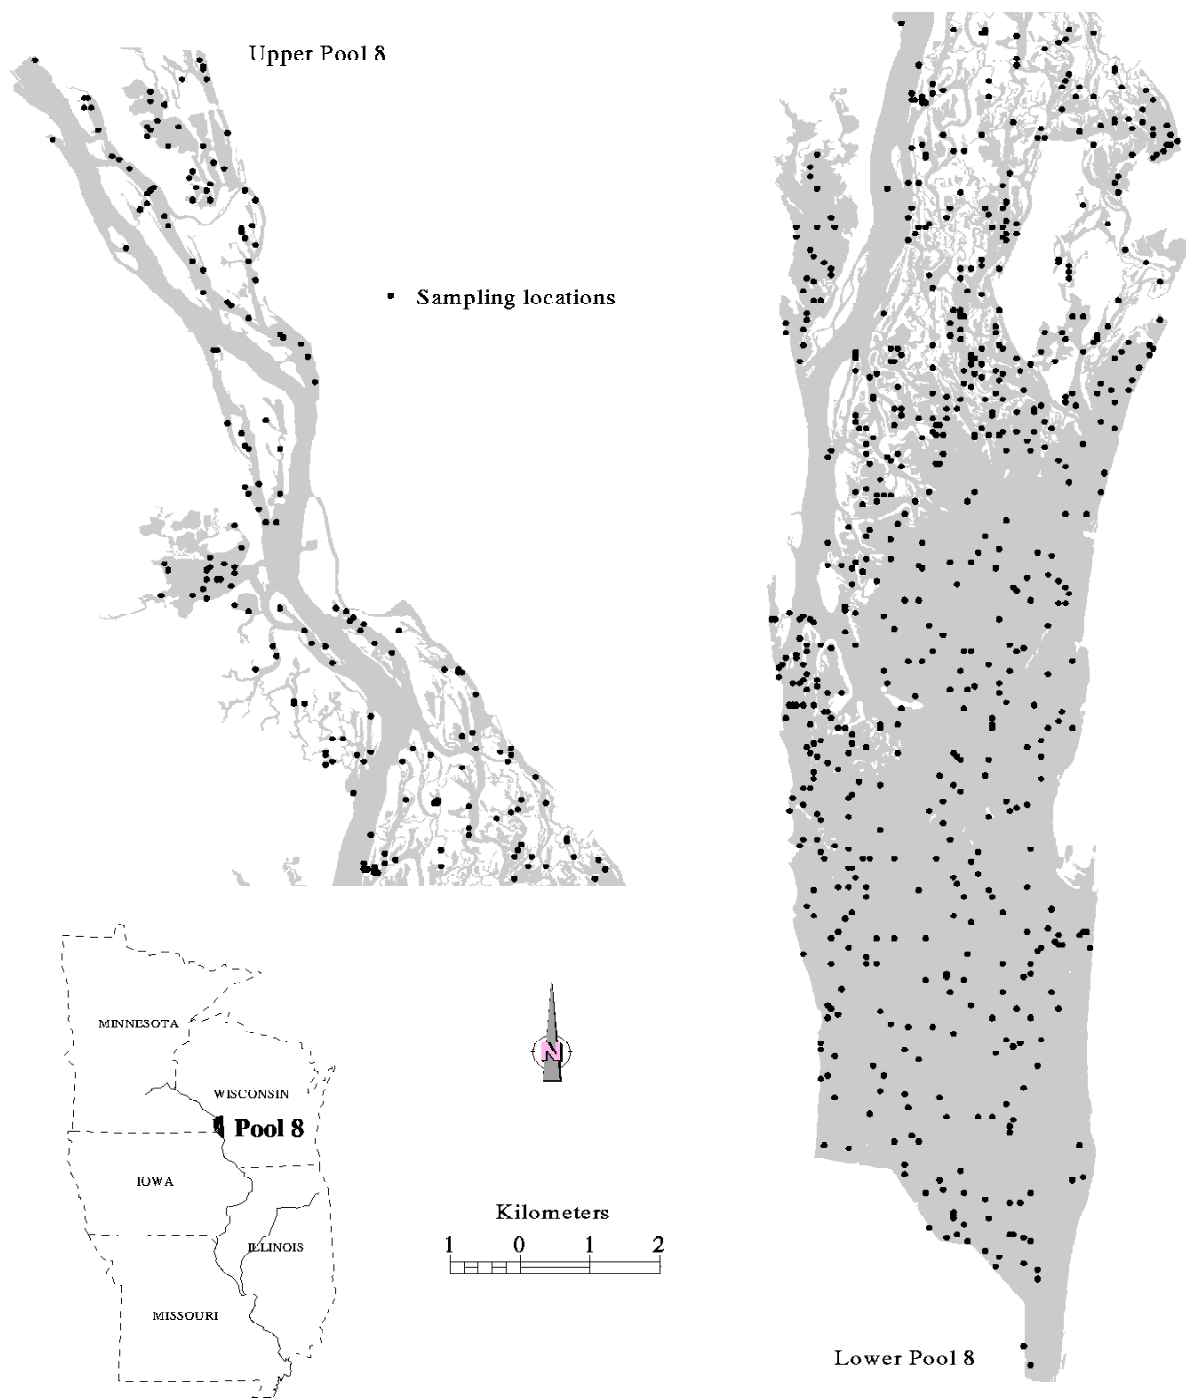 Upper Pool 8
Sampling locations
MINNESOTA
WISCONSIN
Pool 8
IOWA
ILLINOIS
MISSOURI
N
Kilometers
1 0 1 2
Lower Pool 8